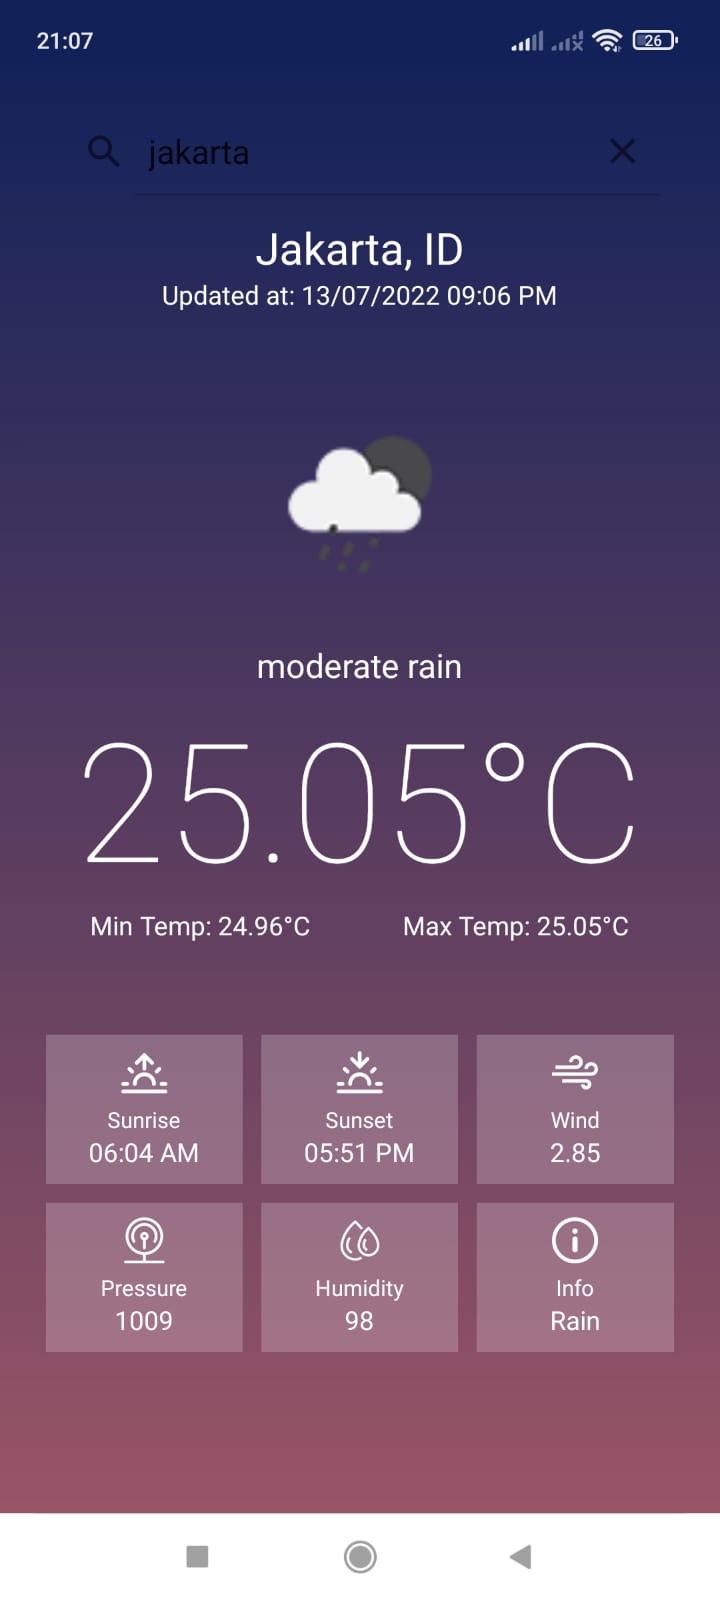 21:07
26
jakarta
Jakarta, ID
Updated at: 13/07/2022 09:06 PM
moderate rain
25.05°C
Min Temp: 24.96°C Max Temp: 25.05°C
Sunrise Sunset Wind
06:04 AM 05:51 PM 2.85
Pressure Humidity Info
1009 98 Rain